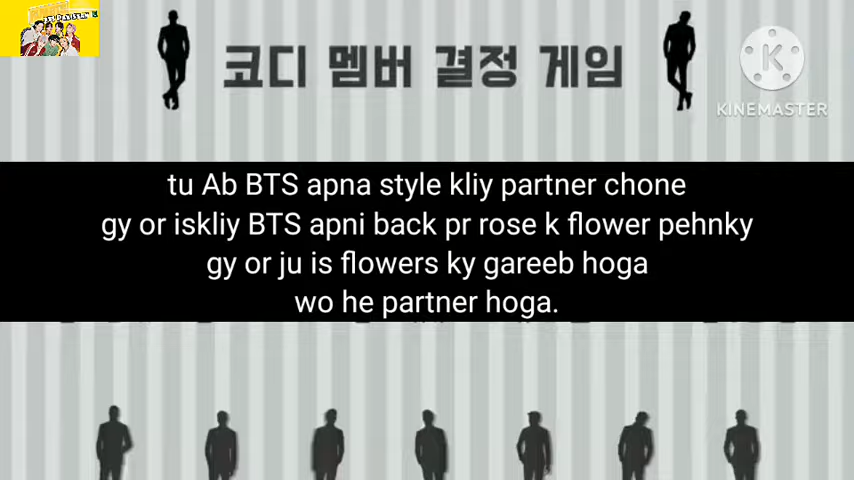 코디 멤버 결정 게임
KINEMASTER
tu Ab BTS apna style kliy partner chone
gy or iskliy BTS apni back pr rose k flower pehnky
gy or ju is flowers ky gareeb hoga
wo he partner hoga.